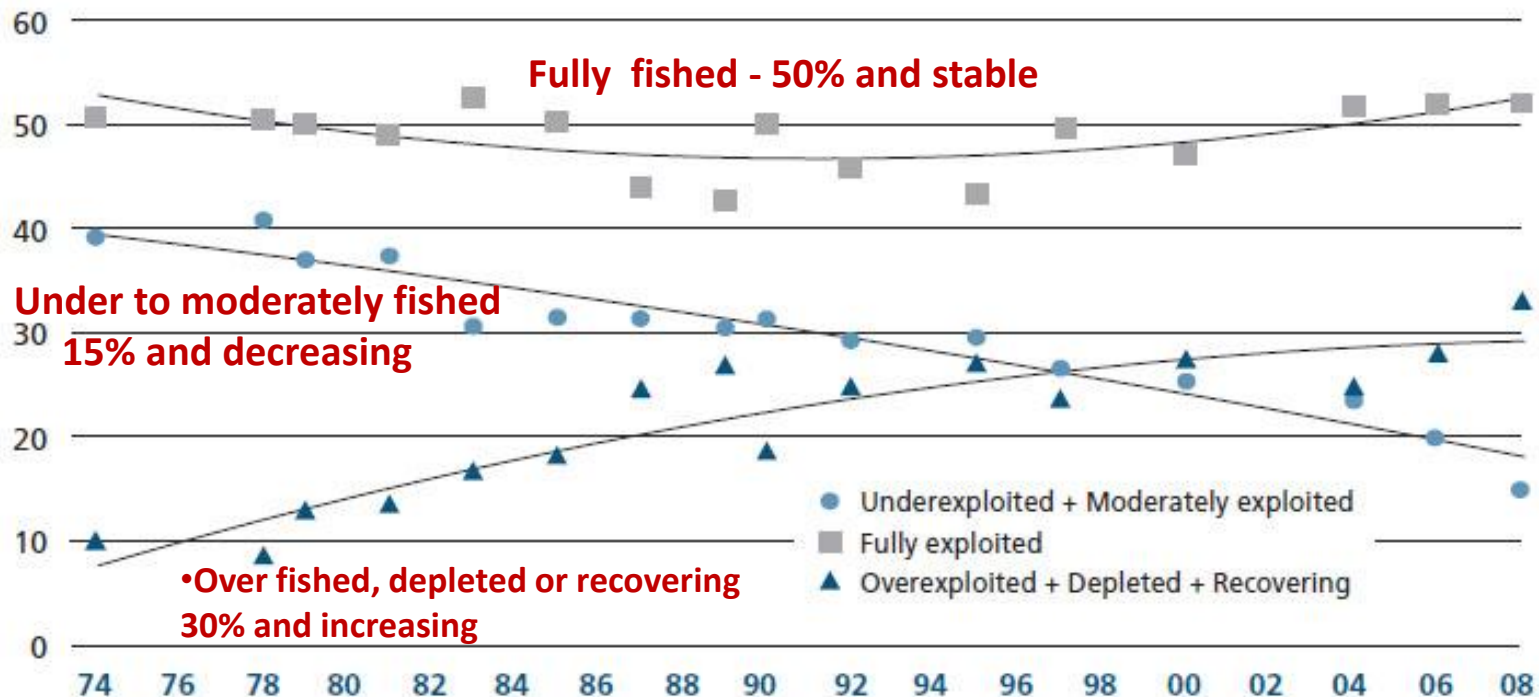 60
Fully fished - 50% and stable
50
40
Under to moderately fished
30
15% and decreasing
20
Underexploited + Moderately exploited
Fully exploited
10
•Over fished, depleted or recovering
Overexploited + Depleted + Recovering
30% and increasing
0
74 76 78 80 82 84 86 88 90 92 94 96 98 00 02 04 06 08